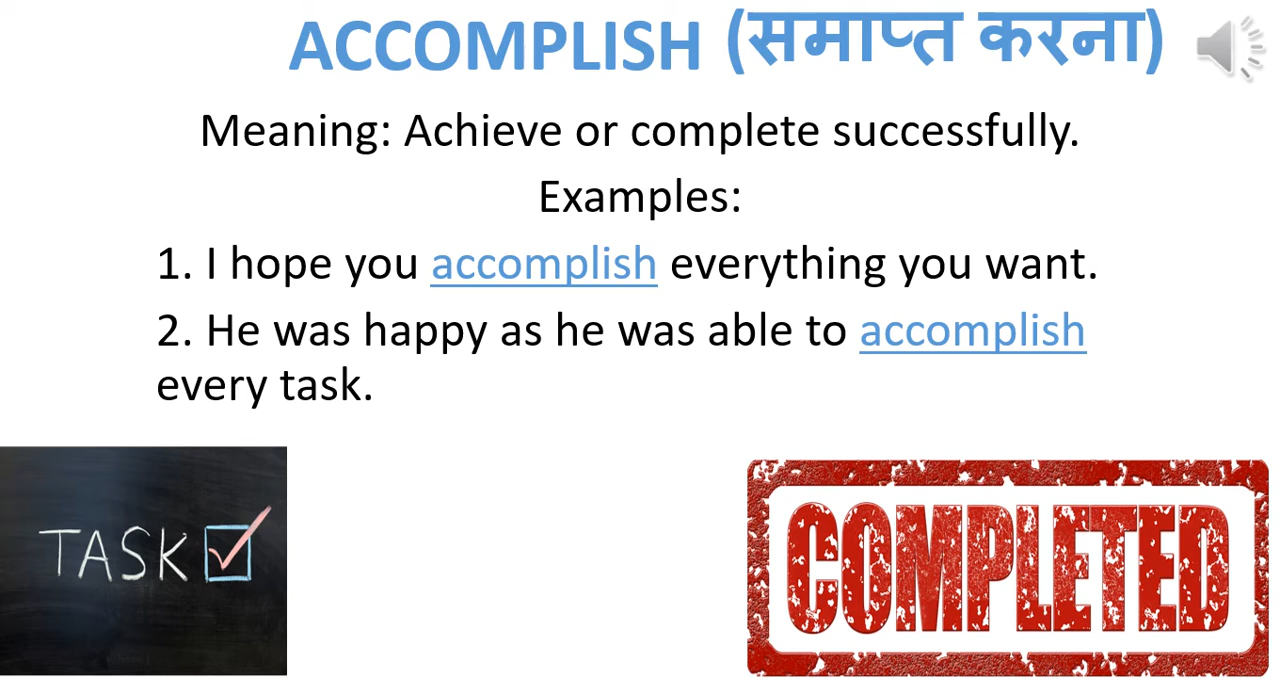 ACCOMPLISH (समाप्त करना)
Meaning: Achieve or complete successfully.
Examples:
1. I hope you accomplish everything you want.
2. He was happy as he was able to accomplish
every task.
TASK
COMPLETED